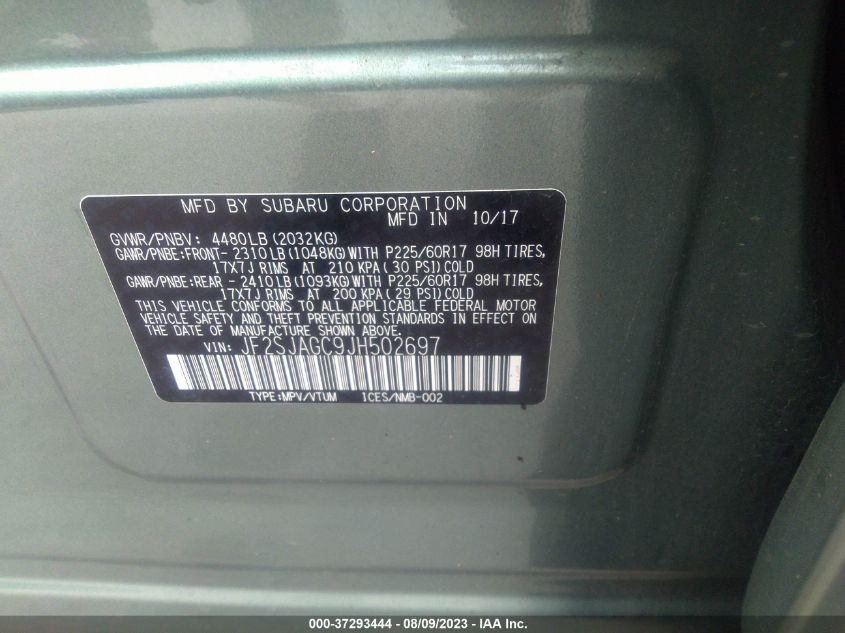 MFD BY SUBARU CORPORATION
MFD IN 10/17
GVWR/PNBV: 4480LB(2032KG)
GAWR/PNBE:FRONT- 2310LB(1048KG)WITH P225/60R17 98H TIRES,
17X7J RIMS AT 210 KPA(30 PSI)COLD
GAWR/PNBE:REAR - 2410LB(1093KG)WITH P225/60R17 98H TIRES,
17X7J RIMS AT 200 KPA(29 PSI)COLD
THIS VEHICLE CONFORMS TO ALL APPLICABLE FEDERAL MOTOR
VEHICLE SAFETY AND THEFT PREVENTION STANDARDS IN EFFECT ON
THE DATE OF MANUFACTURE SHOWN ABOVE.
VIN: JF2SJAGC9JH502697
TYPE:MPV/VTUM ICES/NMB-002
000-37293444 - 08/09/2023 - IAA Inc.